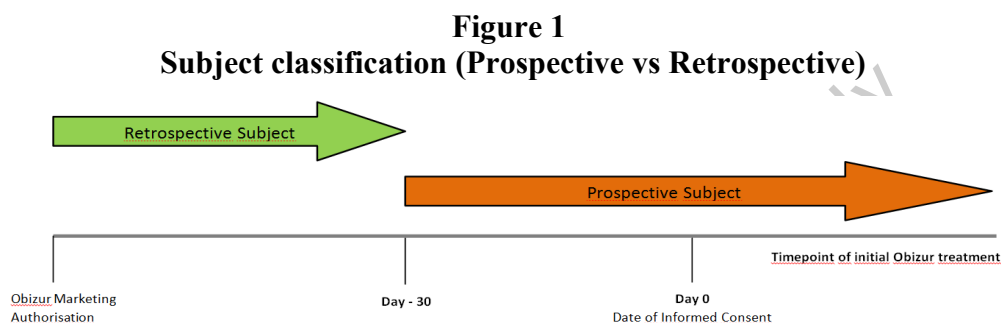 Figure 1
Subject classification (Prospective vs Retrospective)
Retrospective Subject
Prospective Subject
Timepoint of initial Obizur treatment
Obizur Marketing
Authorisation
Day - 30
Day 0
Date of Informed Consent